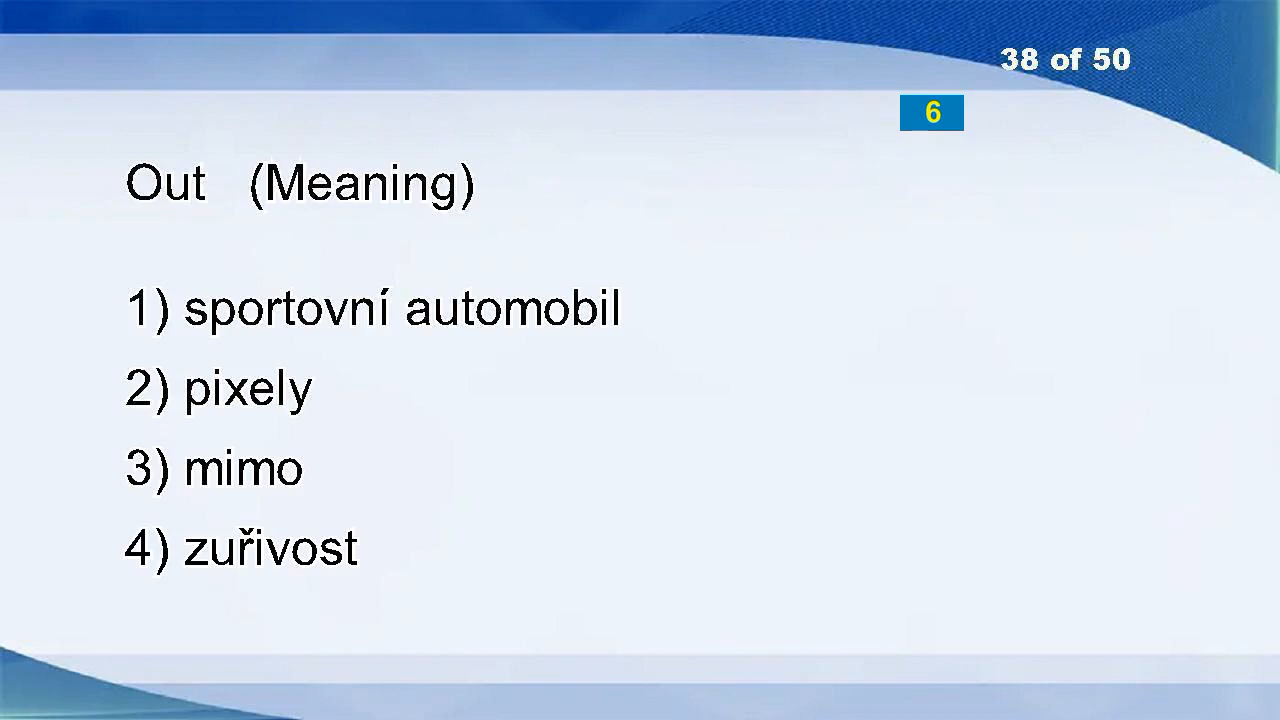 38 of 50
6
Out (Meaning)
1) sportovní automobil
2) pixely
3) mimo
4) zuřivost